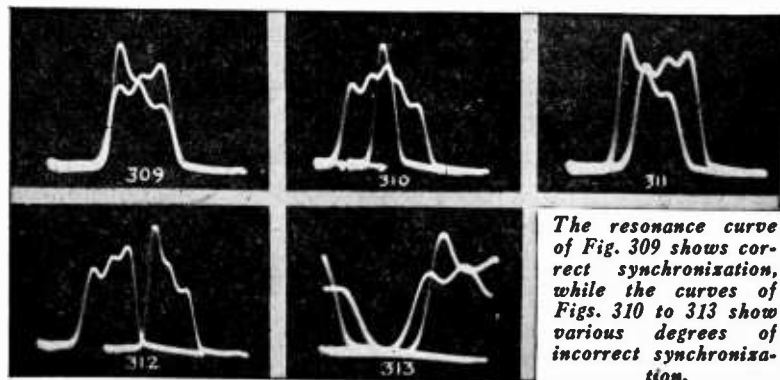 309
310
311
312
313
The resonance curve
of Fig. 309 shows cor-
rect synchronization,
while the curves of
Figs. 310 to 313 show
various degrees of
incorrect synchroniza-
tion.